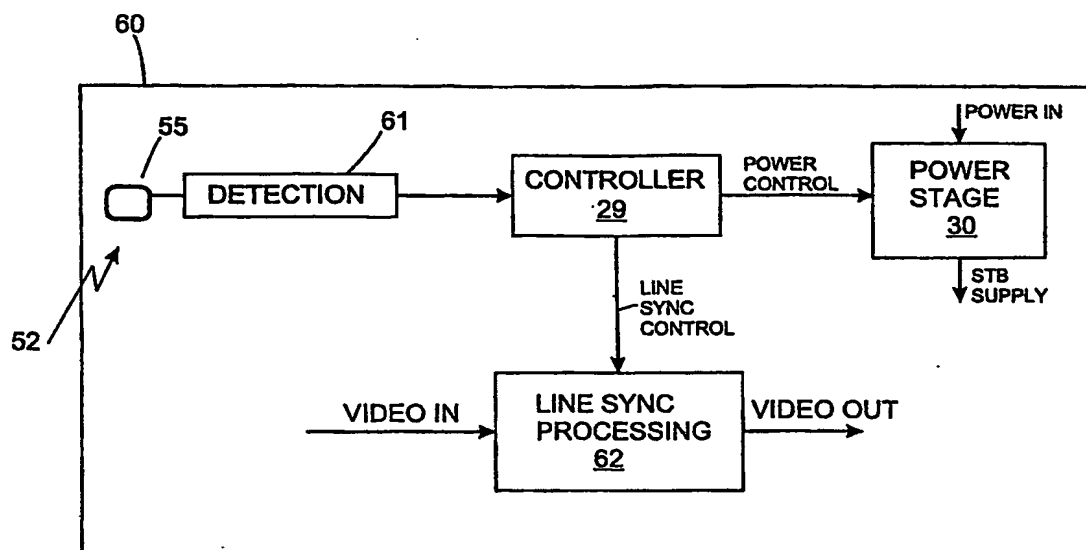 60
55
61
DETECTION
CONTROLLER
29
POWER
CONTROL
POWER IN
POWER
STAGE
30
STB
SUPPLY
LINE
SYNC
CONTROL
52
VIDEO IN
LINE SYNC
PROCESSING
62
VIDEO OUT